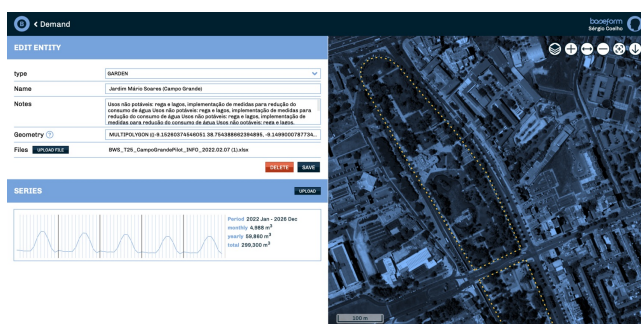 B < Demand
baseform
Sérgio Coelho
EDIT ENTITY
type GARDEN
Name Jardim Mário Soares (Campo Grande)
Notes Usos não potáveis: rega e lagos, implementação de medidas para redução do
consumo de água Usos não potáveis: rega e lagos, implementação de medidas para
redução do consumo de água Usos não potáveis: rega e lagos, implementação de
medidas para redução do consumo de água Usos não potáveis: rega e lagos,
Geometry ? MULTIPOLYGON (((-9.15260374546051 38.754388662394895, -9.1499000787734...
Files UPLOAD FILE BWS_T25_CampoGrandePilot_INFO_2022.02.07 (1).xlsx
DELETE SAVE
SERIES UPLOAD
Period 2022 Jan - 2026 Dec
monthly 4,988 m³
yearly 59,860 m³
total 299,300 m³
100 m